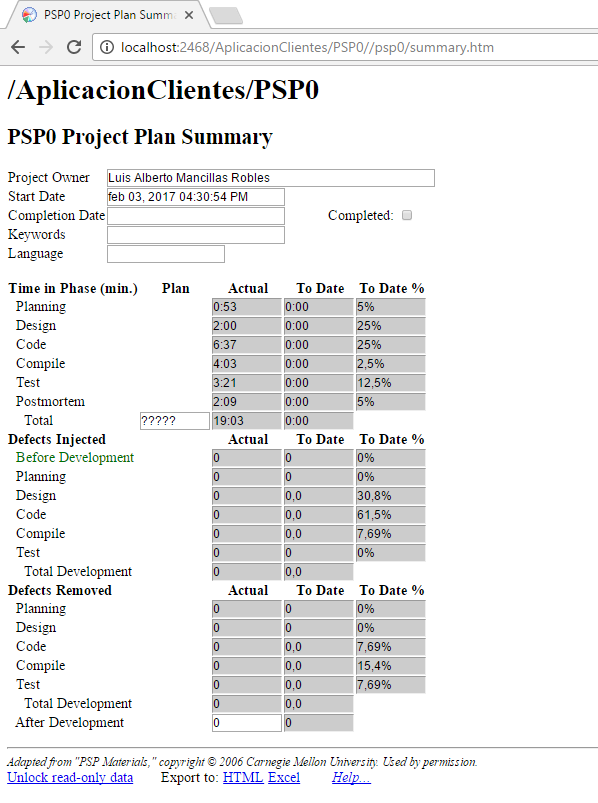 PSP0 Project Plan Summa
localhost:2468/AplicacionClientes/PSP0//psp0/summary.htm
/AplicacionClientes/PSP0
PSP0 Project Plan Summary
Project Owner Luis Alberto Mancillas Robles
Start Date feb 03, 2017 04:30:54 PM
Completion Date Completed:
Keywords
Language
Time in Phase (min.) Plan Actual To Date To Date %
Planning 0:53 0:00 5%
Design 2:00 0:00 25%
Code 6:37 0:00 25%
Compile 4:03 0:00 2,5%
Test 3:21 0:00 12,5%
Postmortem 2:09 0:00 5%
Total ????? 19:03 0:00
Defects Injected Actual To Date To Date %
Before Development 0 0 0%
Planning 0 0 0%
Design 0 0,0 30,8%
Code 0 0,0 61,5%
Compile 0 0,0 7,69%
Test 0 0 0%
Total Development 0 0,0
Defects Removed Actual To Date To Date %
Planning 0 0 0%
Design 0 0 0%
Code 0 0,0 7,69%
Compile 0 0,0 15,4%
Test 0 0,0 7,69%
Total Development 0 0,0
After Development 0 0
Adapted from "PSP Materials," copyright © 2006 Carnegie Mellon University. Used by permission.
Unlock read-only data Export to: HTML Excel Help...